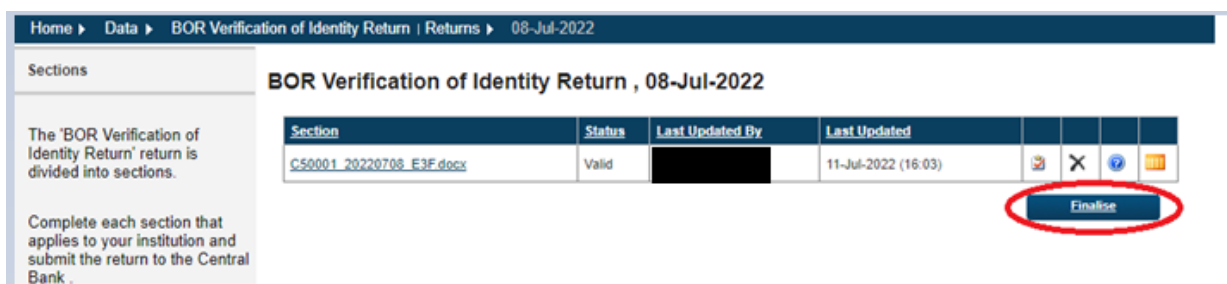 Home ▸ Data ▸ BOR Verification of Identity Return | Returns ▸ 08-Jul-2022
Sections
BOR Verification of Identity Return , 08-Jul-2022
The 'BOR Verification of
Identity Return' return is
divided into sections.
Complete each section that
applies to your institution and
submit the return to the Central
Bank .
Section Status Last Updated By Last Updated
C50001_20220708_E3F.docx Valid 11-Jul-2022 (16:03)
Finalise